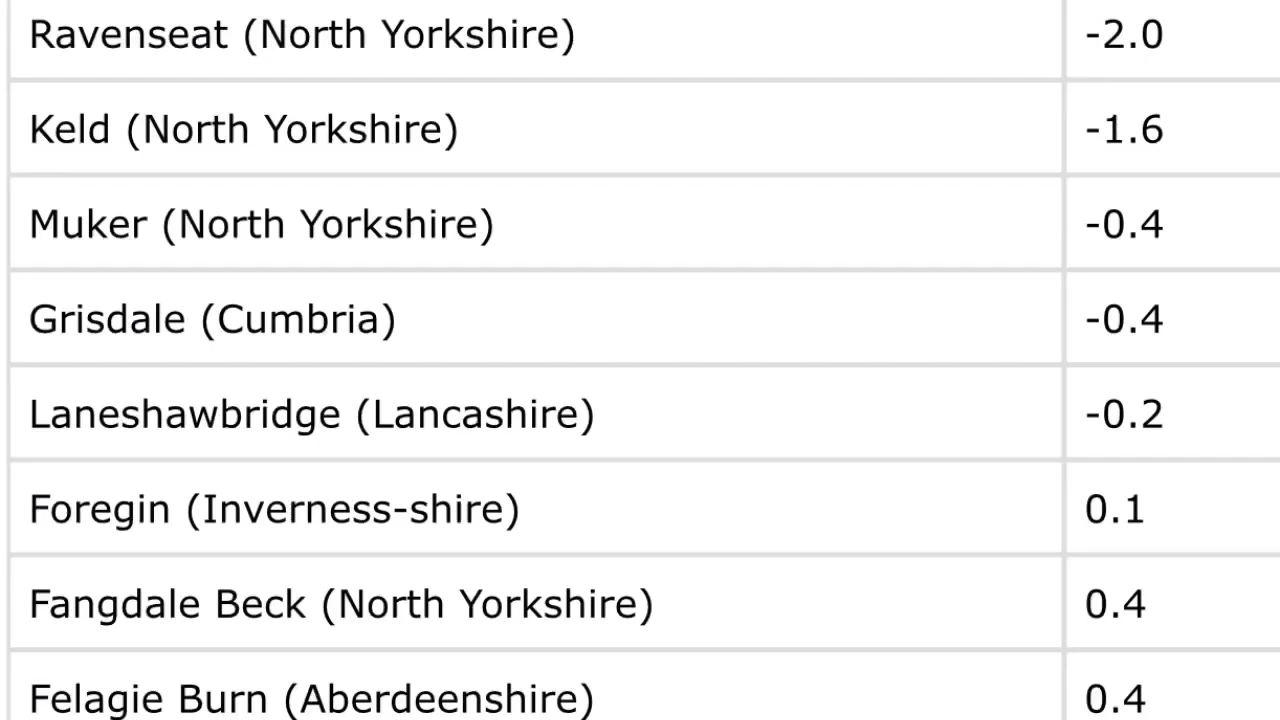 Ravenseat (North Yorkshire) -2.0
Keld (North Yorkshire) -1.6
Muker (North Yorkshire) -0.4
Grisdale (Cumbria) -0.4
Laneshawbridge (Lancashire) -0.2
Foregin (Inverness-shire) 0.1
Fangdale Beck (North Yorkshire) 0.4
Felagie Burn (Aberdeenshire) 0.4